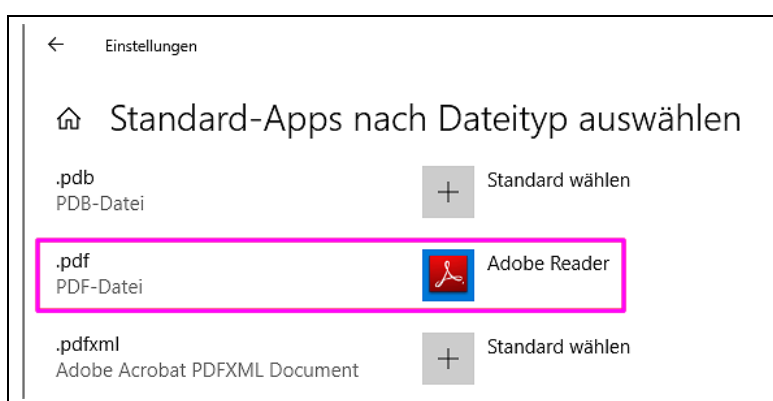 Einstellungen
Standard-Apps nach Dateityp auswählen
.pdb
PDB-Datei
Standard wählen
.pdf
PDF-Datei
Adobe Reader
.pdfxml
Adobe Acrobat PDFXML Document
Standard wählen